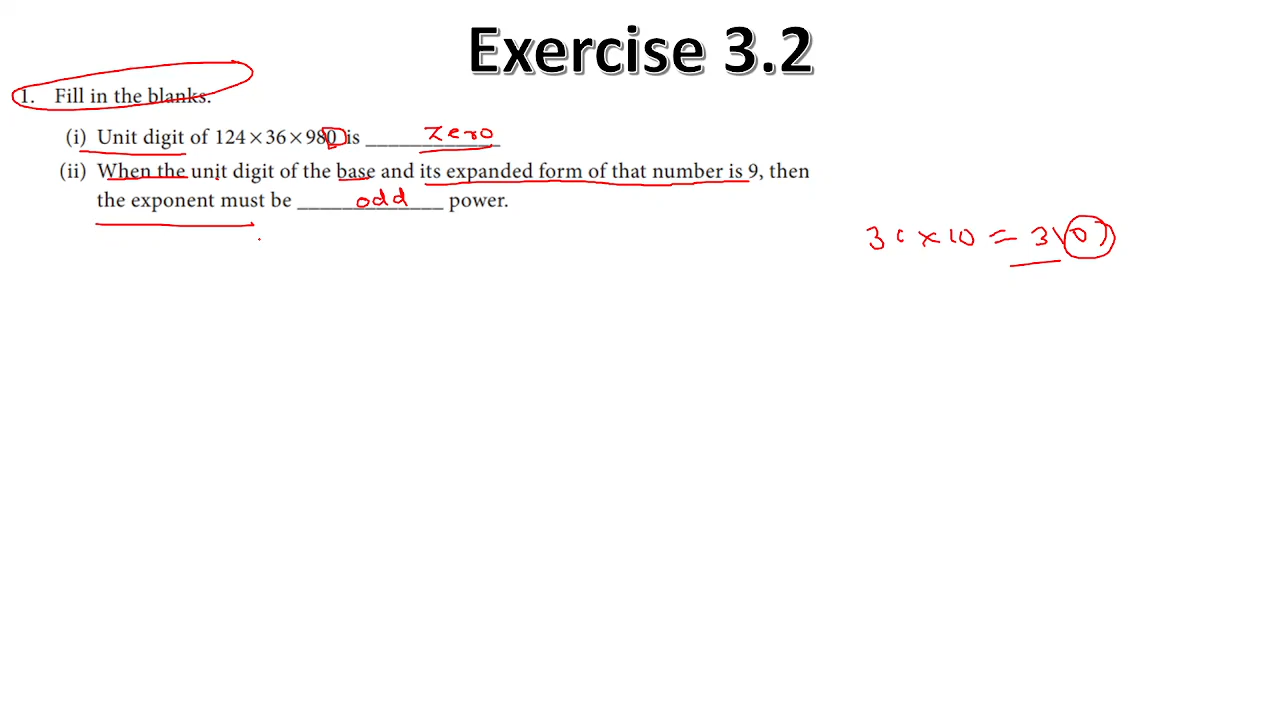 Exercise 3.2
1. Fill in the blanks.
(i) Unit digit of 124×36×980 is zero
(ii) When the unit digit of the base and its expanded form of that number is 9, then
the exponent must be odd power.
× 10 =